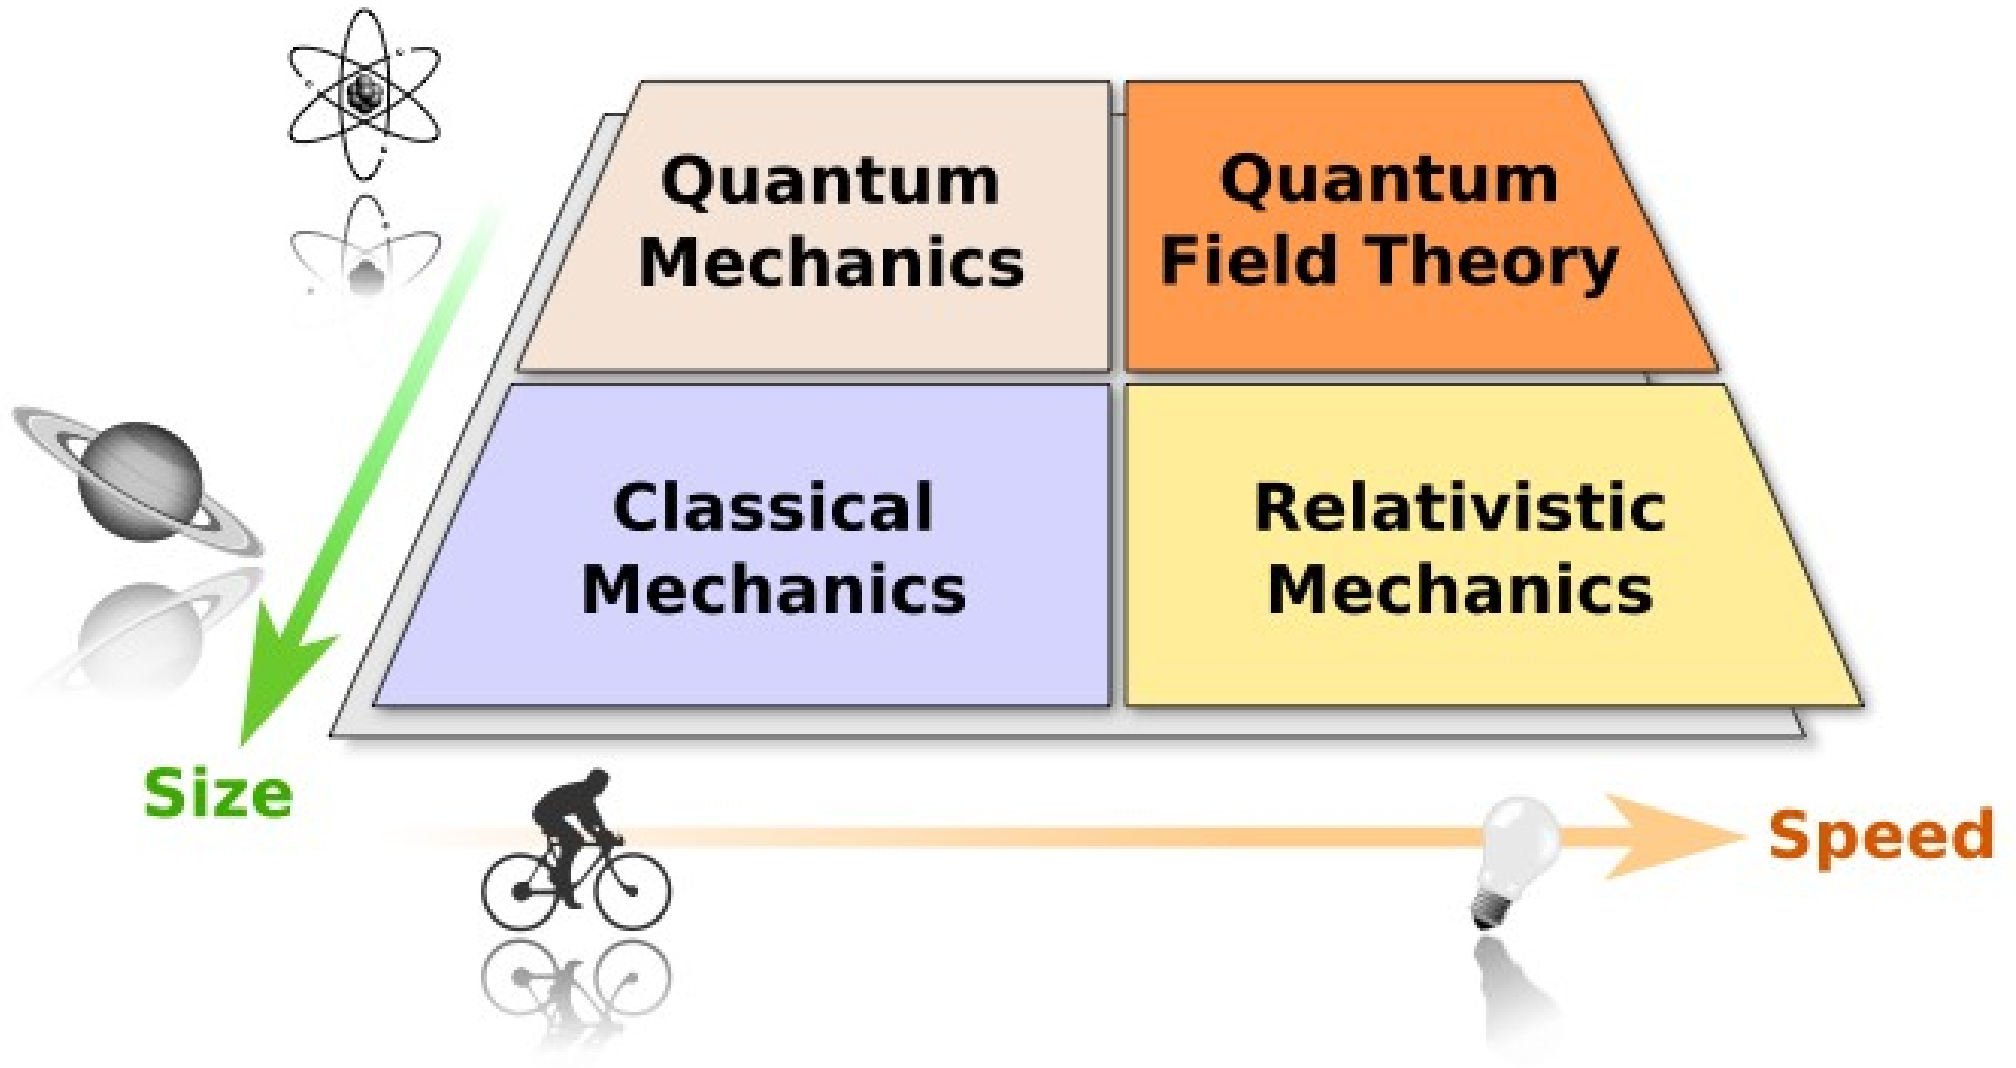 Quantum
Mechanics
Quantum
Field Theory
Classical
Mechanics
Relativistic
Mechanics
Size
Speed